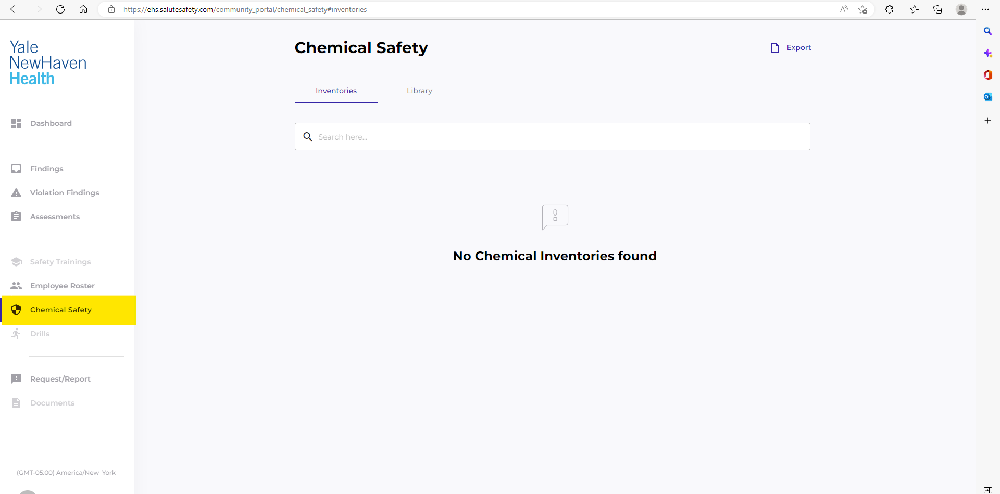 https://ehs.salutesafety.com/community_portal/chemical_safety#inventories
Yale
NewHaven
Health
Dashboard
Findings
Violation Findings
Assessments
Safety Trainings
Employee Roster
Chemical Safety
Drills
Request/Report
Documents
(GMT-05:00) America/New_York
Chemical Safety
Export
Inventories
Library
Search here...
No Chemical Inventories found